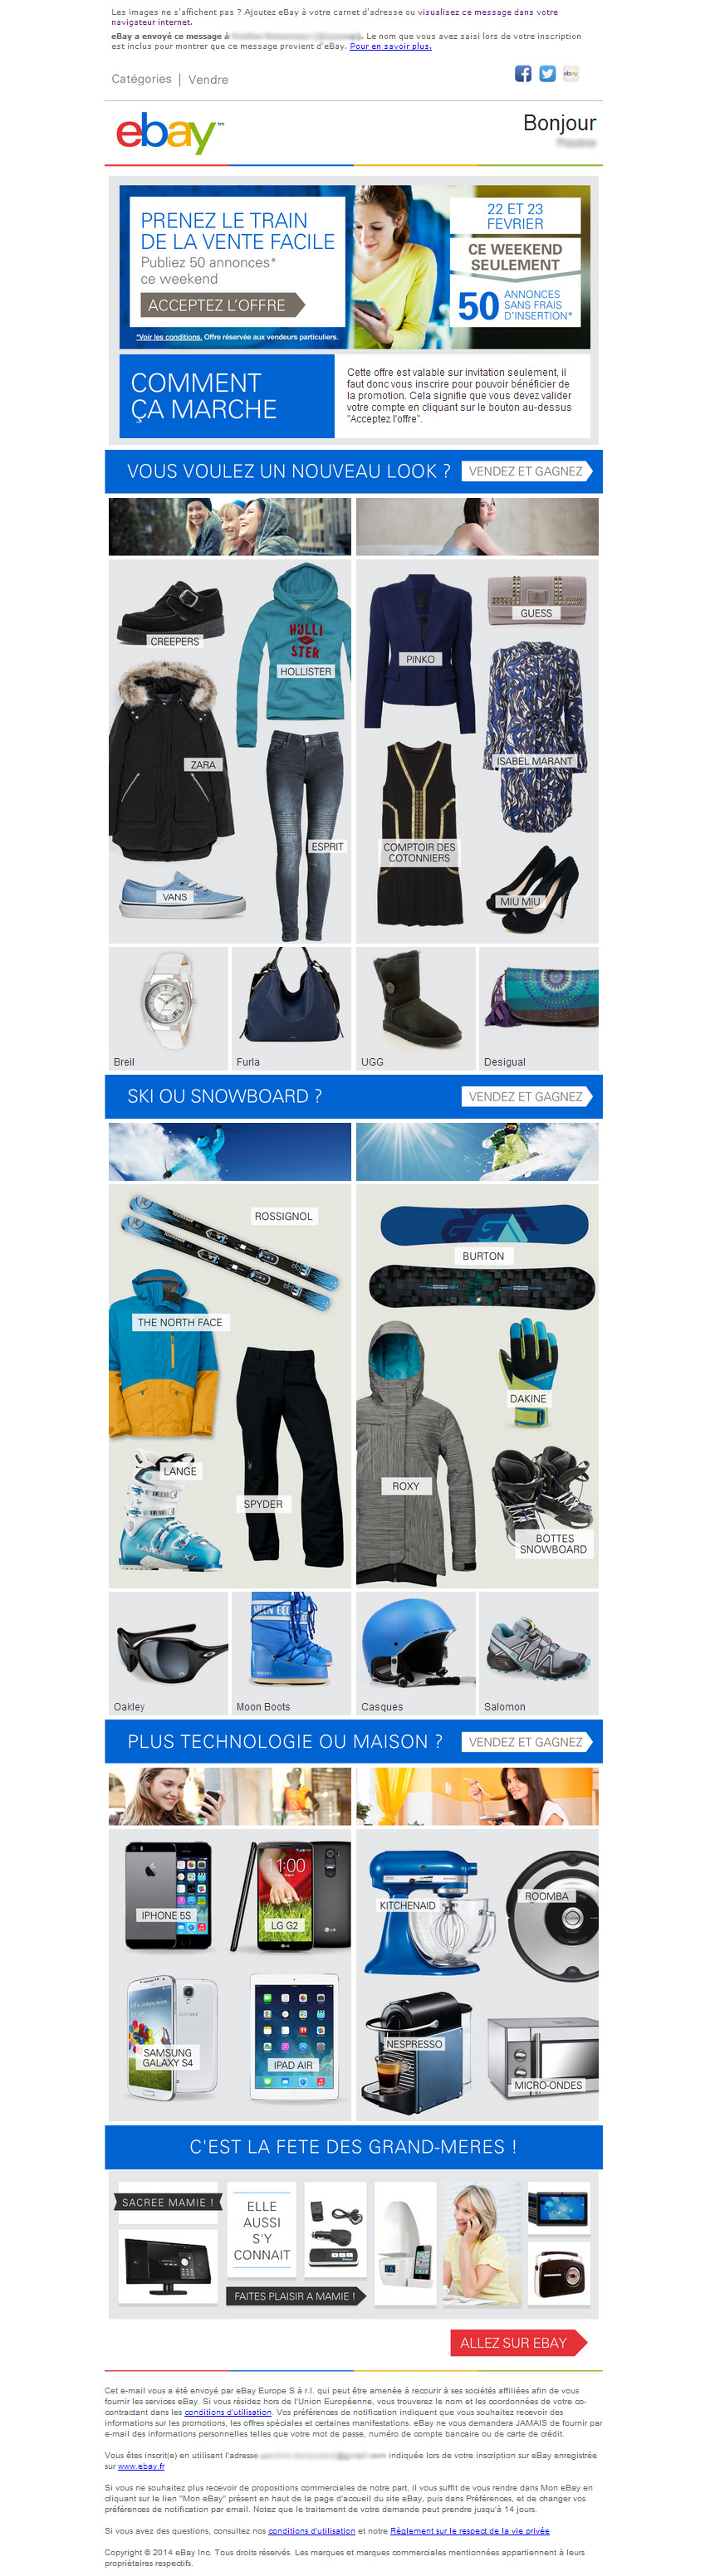 Les images ne s'affichent pas ? Ajoutez eBay à votre carnet d'adresse ou visualisez ce message dans votre
navigateur internet.
eBay a envoyé ce message à . Le nom que vous avez saisi lors de votre inscription
est inclus pour montrer que ce message provient d'eBay. Pour en savoir plus.
Catégories | Vendre
ebay
ebay™
Bonjour
PRENEZ LE TRAIN
DE LA VENTE FACILE
Publiez 50 annonces*
ce weekend
ACCEPTEZ L'OFFRE
*Voir les conditions. Offre réservée aux vendeurs particuliers.
22 ET 23
FEVRIER
CE WEEKEND
SEULEMENT
50 ANNONCES
SANS FRAIS
D'INSERTION*
COMMENT
ÇA MARCHE
Cette offre est valable sur invitation seulement, il
faut donc vous inscrire pour pouvoir bénéficier de
la promotion. Cela signifie que vous devez valider
votre compte en cliquant sur le bouton au-dessus
"Acceptez l'offre".
VOUS VOULEZ UN NOUVEAU LOOK ?
VENDEZ ET GAGNEZ
CREEPERS
HOLLI
STER
HOLLISTER
ZARA
ESPRIT
VANS
PINKO
GUESS
ISABEL MARANT
COMPTOIR DES
COTONNIERS
MIU MIU
Breil
Furla
UGG
Desigual
SKI OU SNOWBOARD ?
VENDEZ ET GAGNEZ
ROSSIGNOL
THE NORTH FACE
LANGE
LANGE
XT
SPYDER
BURTON
DAKINE
ROXY
BOTTES
SNOWBOARD
Oakley
MOON BOOT
Moon Boots
Casques
Salomon
PLUS TECHNOLOGIE OU MAISON ?
VENDEZ ET GAGNEZ
IPHONE 5S
11:00
LG G2
LG
life companion
SAMSUNG
GALAXY S4
IPAD AIR
KITCHENAID
ROOMBA
NESPRESSO
MICRO-ONDES
C'EST LA FETE DES GRAND-MERES !
SACREE MAMIE !
ELLE
AUSSI
S'Y
CONNAIT
FAITES PLAISIR A MAMIE !
ALLEZ SUR EBAY
Cet e-mail vous a été envoyé par eBay Europe S.à r.l. qui peut être amenée à recourir à ses sociétés affiliées afin de vous
fournir les services eBay. Si vous résidez hors de l'Union Européenne, vous trouverez le nom et les coordonnées de votre co-
contractant dans les conditions d'utilisation. Vos préférences de notification indiquent que vous souhaitez recevoir des
informations sur les promotions, les offres spéciales et certaines manifestations. eBay ne vous demandera JAMAIS de fournir par
e-mail des informations personnelles telles que votre mot de passe, numéro de compte bancaire ou de carte de crédit.
Vous êtes inscrit(e) en utilisant l'adresse indiquée lors de votre inscription sur eBay enregistrée
sur www.ebay.fr
Si vous ne souhaitez plus recevoir de propositions commerciales de notre part, il vous suffit de vous rendre dans Mon eBay en
cliquant sur le lien "Mon eBay" présent en haut de la page d'accueil du site eBay, puis dans Préférences, et de changer vos
préférences de notification par email. Notez que le traitement de votre demande peut prendre jusqu'à 14 jours.
Si vous avez des questions, consultez nos conditions d'utilisation et notre Règlement sur le respect de la vie privée
Copyright © 2014 eBay Inc. Tous droits réservés. Les marques et marques commerciales mentionnées appartiennent à leurs
propriétaires respectifs.